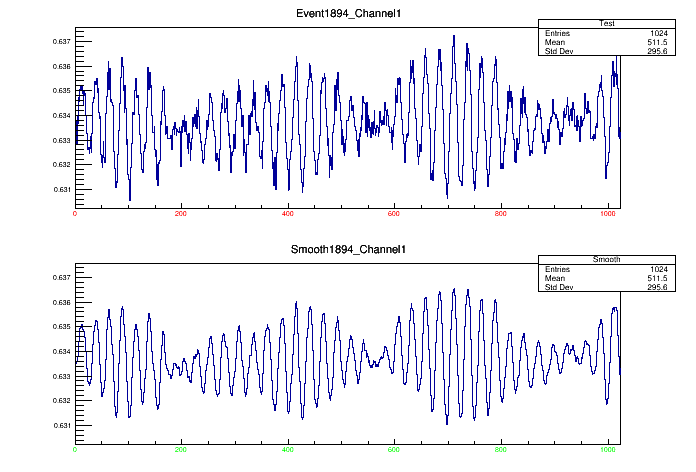 Event1894_Channel1
Test
Entries 1024
Mean 511.5
Std Dev 295.6
0.637
0.636
0.635
0.634
0.633
0.632
0.631
0 200 400 600 800 1000
Smooth1894_Channel1
Smooth
Entries 1024
Mean 511.5
Std Dev 295.6
0.637
0.636
0.635
0.634
0.633
0.632
0.631
0 200 400 600 800 1000